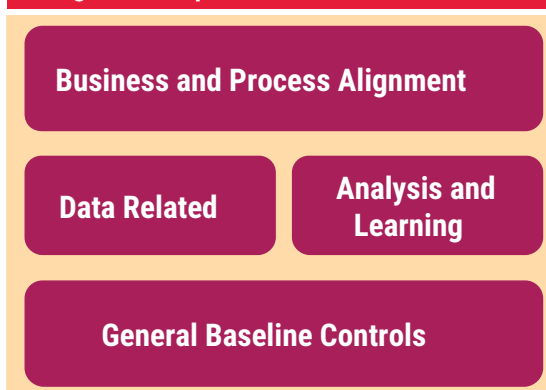 Business and Process Alignment
Data Related
Analysis and
Learning
General Baseline Controls